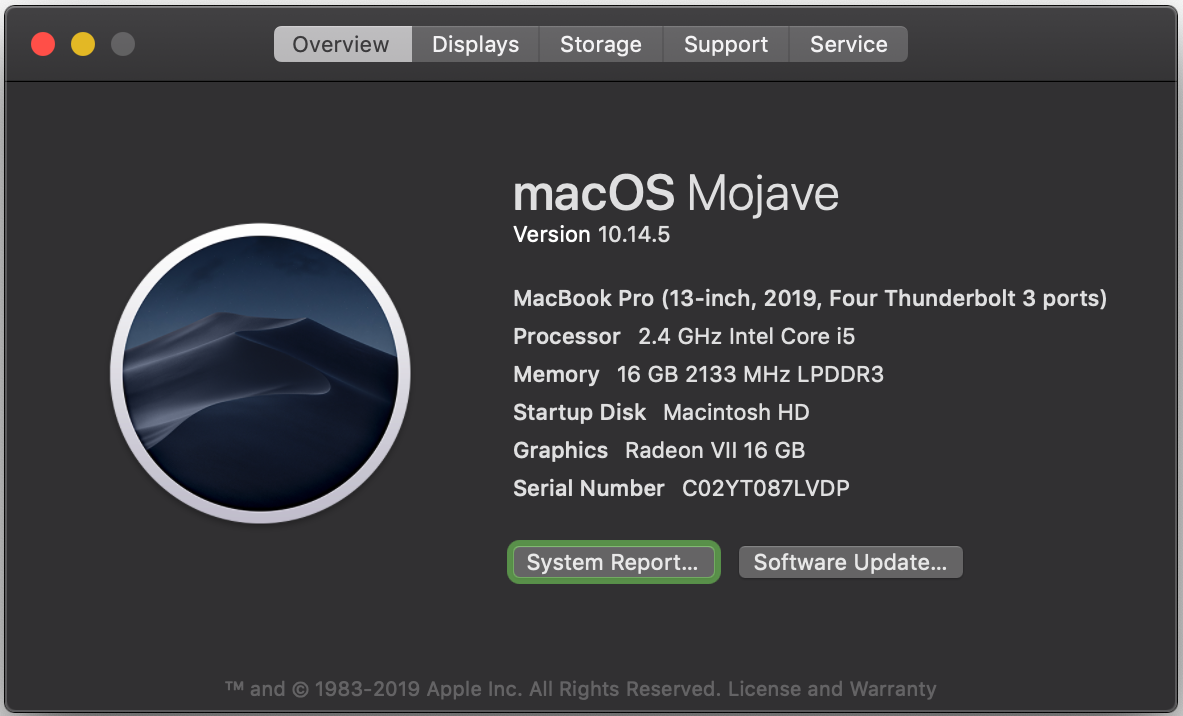 Overview Displays Storage Support Service
macOS Mojave
Version 10.14.5
MacBook Pro (13-inch, 2019, Four Thunderbolt 3 ports)
Processor 2.4 GHz Intel Core i5
Memory 16 GB 2133 MHz LPDDR3
Startup Disk Macintosh HD
Graphics Radeon VII 16 GB
Serial Number C02YT087LVDP
System Report... Software Update...
™ and © 1983-2019 Apple Inc. All Rights Reserved. License and Warranty